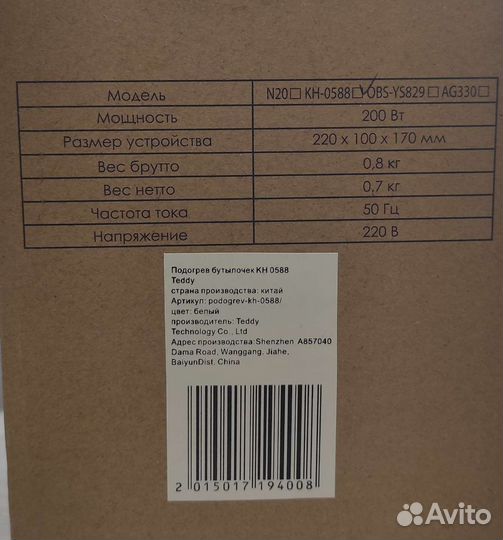 Модель N20□ KH-0588☑ OBS-YS829□ AG330□
Мощность 200 Вт
Размер устройства 220 х 100 х 170 мм
Вес брутто 0,8 кг
Вес нетто 0,7 кг
Частота тока 50 Гц
Напряжение 220 В
Подогрев бутылочек KH 0588
Teddy
страна производства: китай
Артикул: podogrev-kh-0588/
цвет: белый
производитель: Teddy
Technology Co., Ltd
Адрес производства:Shenzhen A857040
Dama Road, Wanggang, Jiahe,
BaiyunDist. China
2 015017 194008
Avito